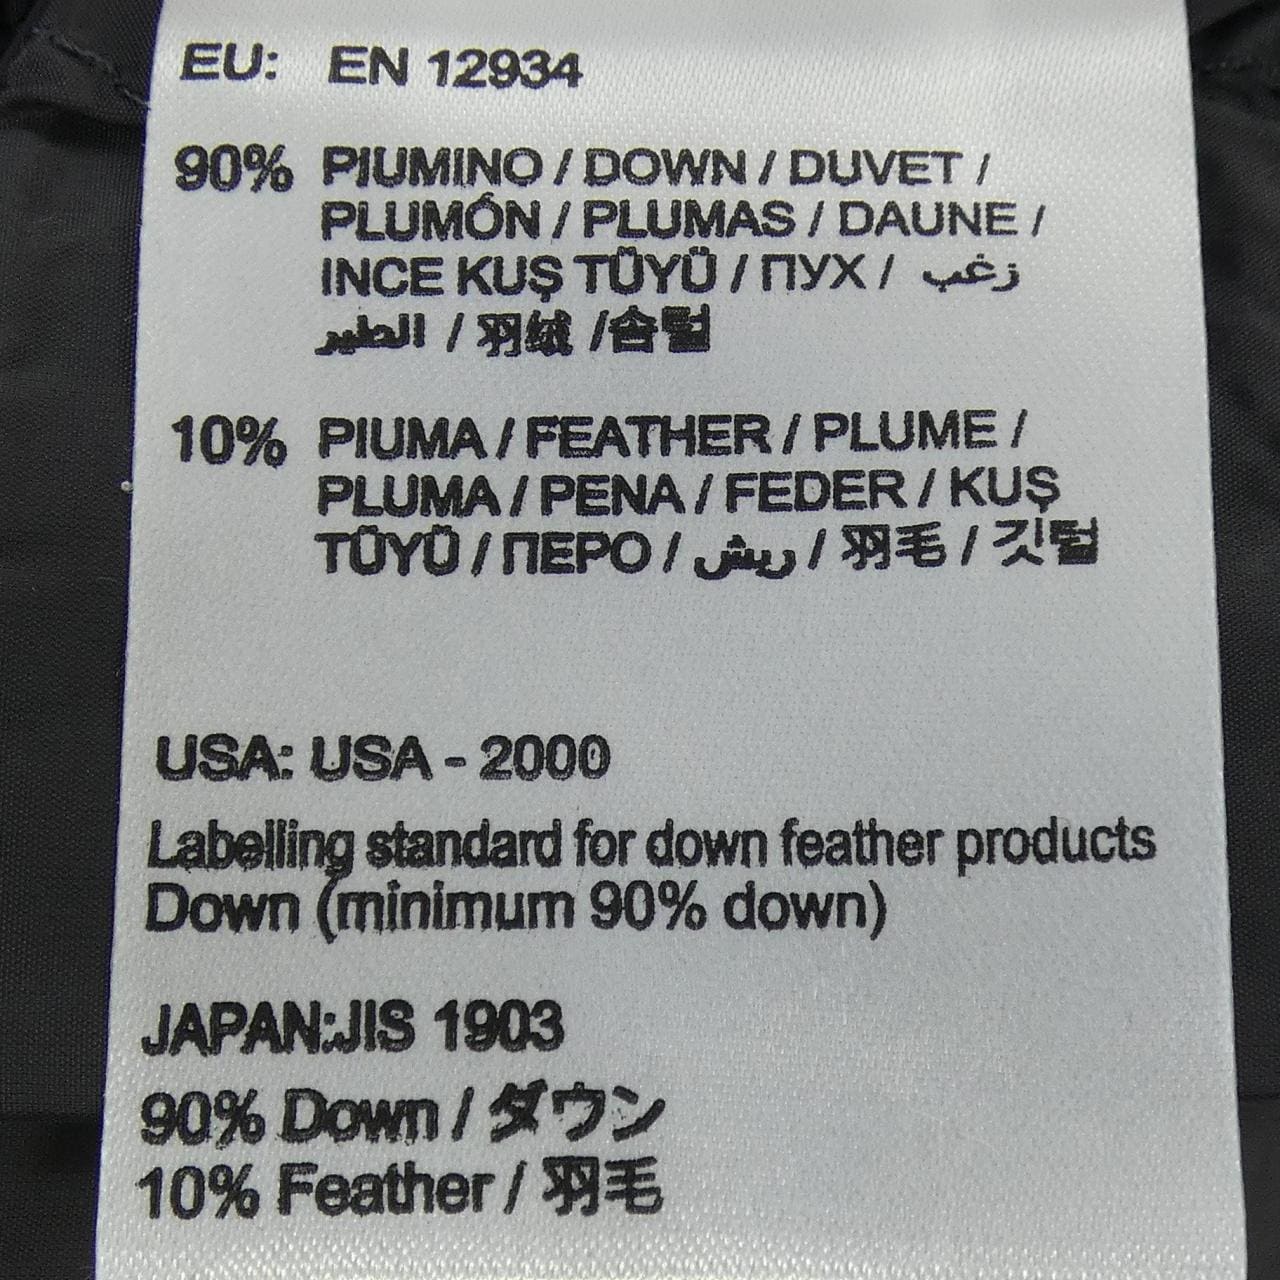 EU: EN 12934
90% PIUMINO / DOWN / DUVET /
PLUMÓN / PLUMAS / DAUNE /
INCE KUŞ TÜYÜ / ПУХ / زغب
الطير / 羽绒 /솜털
10% PIUMA / FEATHER / PLUME /
PLUMA / PENA / FEDER / KUŞ
TÜYÜ / ПЕРО / ريش / 羽毛 / 깃털
USA: USA - 2000
Labelling standard for down feather products
Down (minimum 90% down)
JAPAN:JIS 1903
90% Down / ダウン
10% Feather / 羽毛